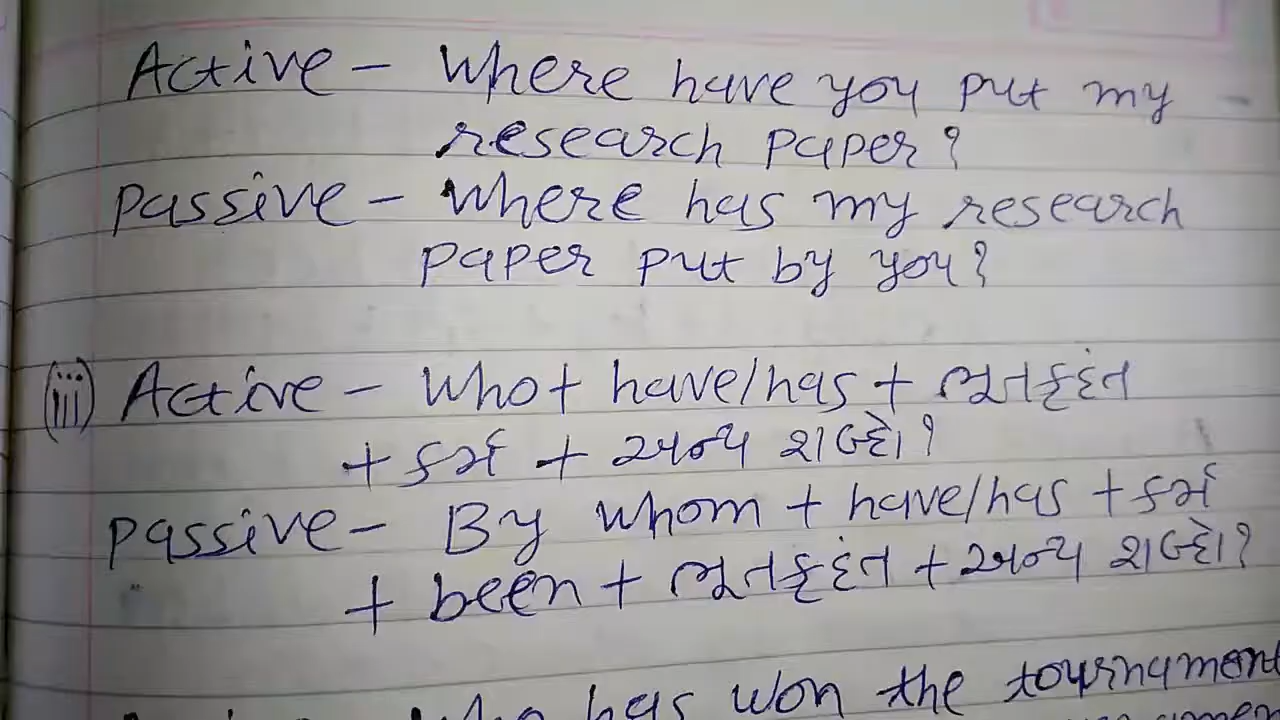 Active - Where have you put my
research paper?
Passive - Where has my research
paper put by you?
(iii) Active - Who + have/has + ભૂતકૃદંત
+ કર્મ + અન્ય શબ્દો?
Passive - By whom + have/has + કર્મ
+ been + ભૂતકૃદંત + અન્ય શબ્દો?
Who has won the tournament